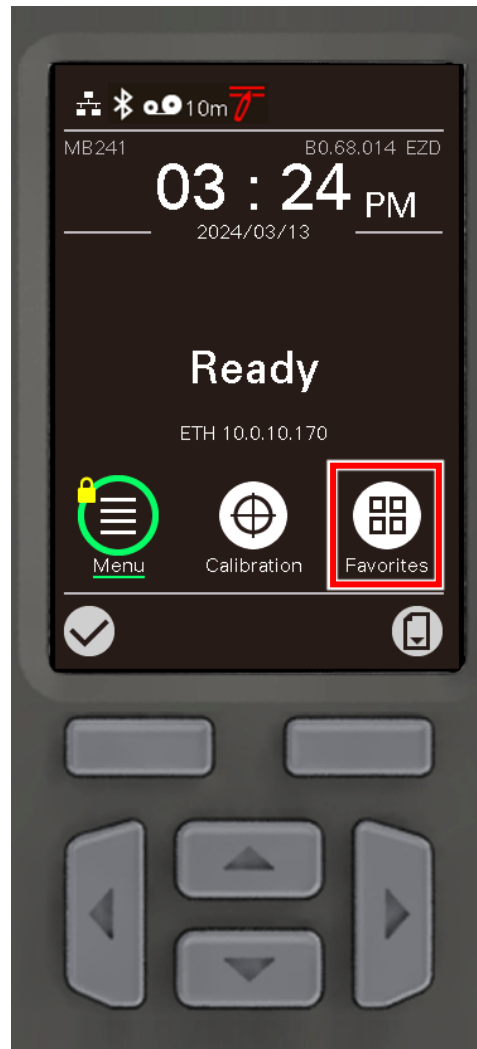 10m
MB241 B0.68.014 EZD
03 : 24 PM
2024/03/13
Ready
ETH 10.0.10.170
Menu Calibration Favorites